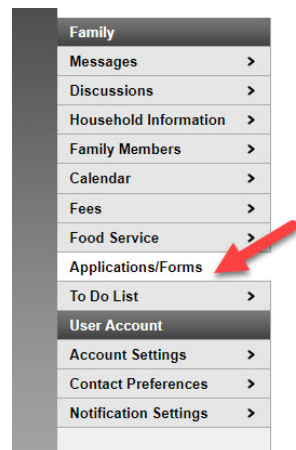 Family
Messages >
Discussions >
Household Information >
Family Members >
Calendar >
Fees >
Food Service >
Applications/Forms
To Do List >
User Account
Account Settings >
Contact Preferences >
Notification Settings >